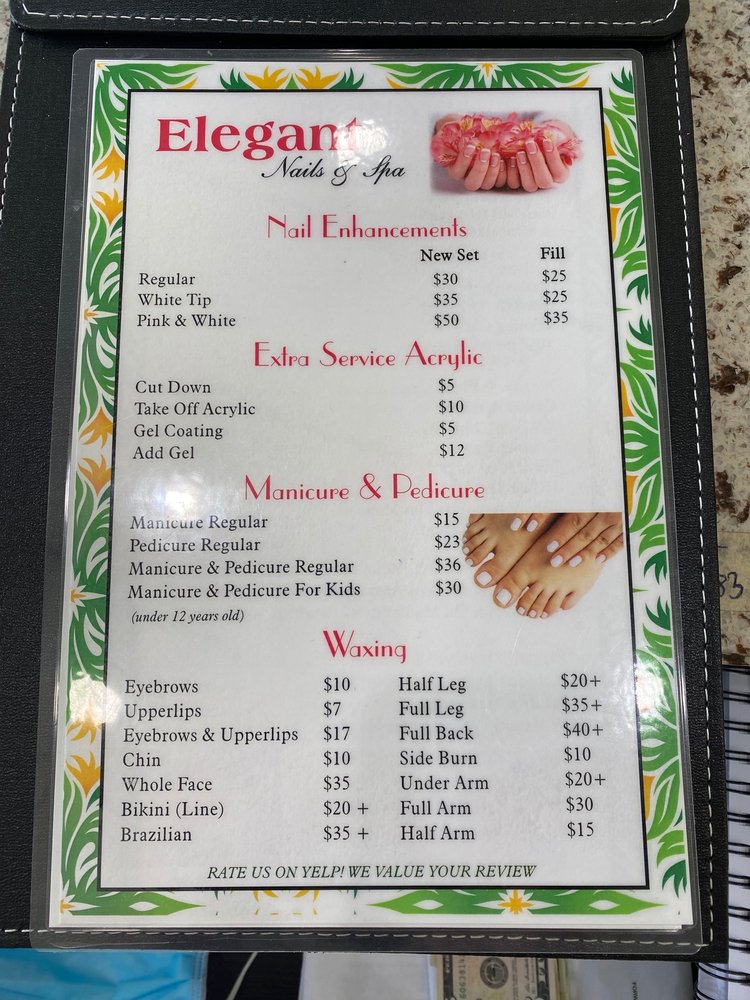 Elegant
Nails & Spa
Nail Enhancements
New Set Fill
Regular $30 $25
White Tip $35 $25
Pink & White $50 $35
Extra Service Acrylic
Cut Down $5
Take Off Acrylic $10
Gel Coating $5
Add Gel $12
Manicure & Pedicure
Manicure Regular $15
Pedicure Regular $23
Manicure & Pedicure Regular $36
Manicure & Pedicure For Kids $30
(under 12 years old)
Waxing
Eyebrows $10 Half Leg $20+
Upperlips $7 Full Leg $35+
Eyebrows & Upperlips $17 Full Back $40+
Chin $10 Side Burn $10
Whole Face $35 Under Arm $20+
Bikini (Line) $20 + Full Arm $30
Brazilian $35 + Half Arm $15
RATE US ON YELP! WE VALUE YOUR REVIEW